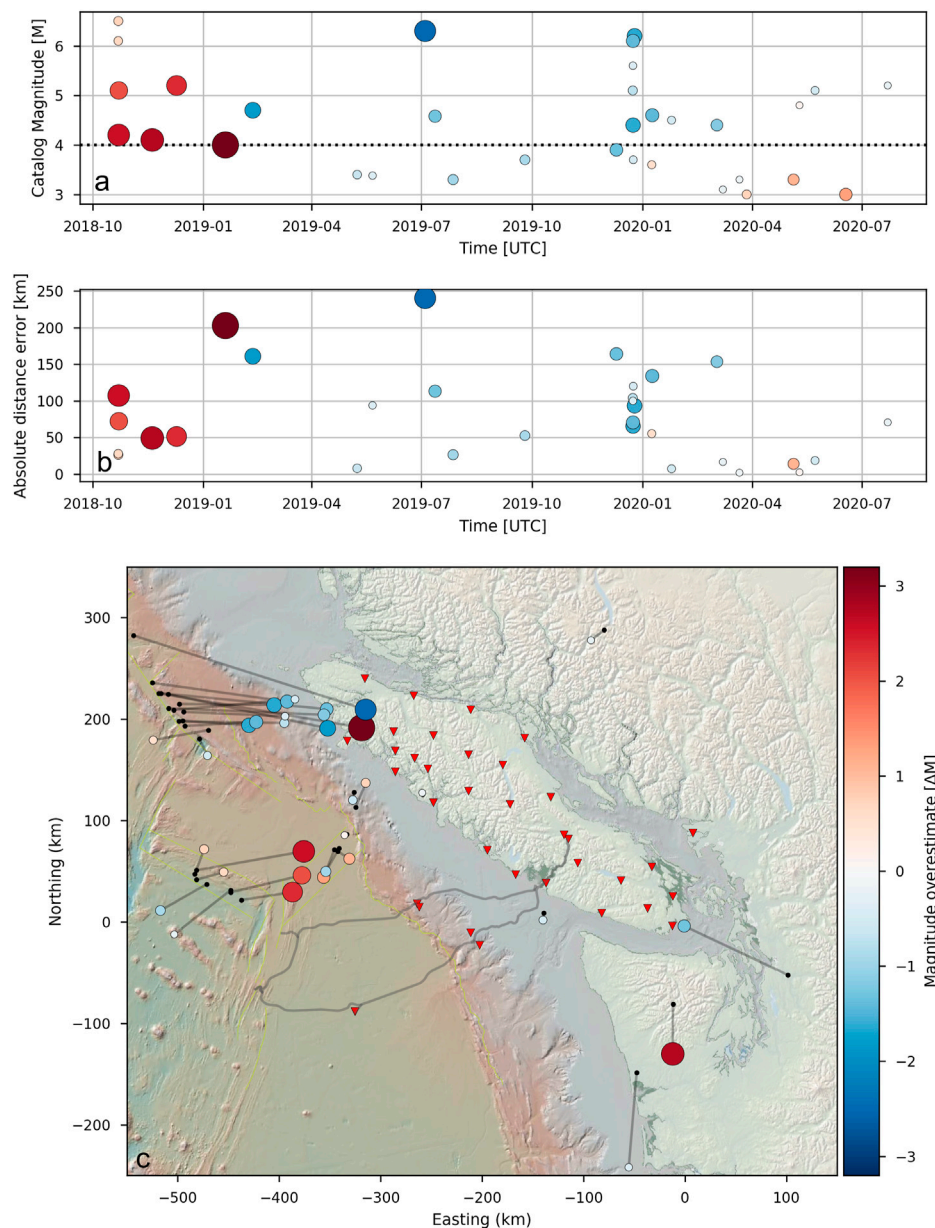 6
5
4
3
Catalog Magnitude [M]
a
2018-10 2019-01 2019-04 2019-07 2019-10 2020-01 2020-04 2020-07
Time [UTC]
250
200
150
100
50
0
Absolute distance error [km]
b
2018-10 2019-01 2019-04 2019-07 2019-10 2020-01 2020-04 2020-07
Time [UTC]
300
200
100
0
−100
−200
Northing (km)
c
−500 −400 −300 −200 −100 0 100
Easting (km)
3
2
1
0
−1
−2
−3
Magnitude overestimate [ΔM]